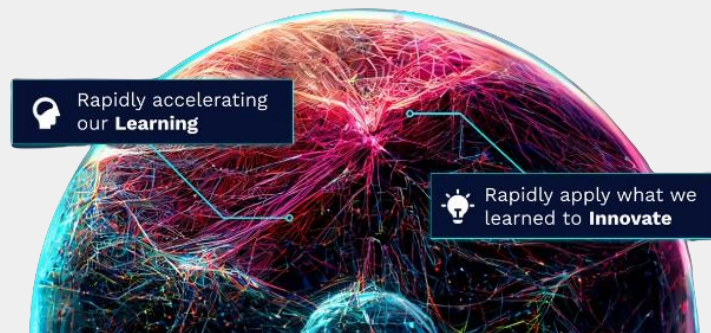 Rapidly accelerating
our Learning
Rapidly apply what we
learned to Innovate